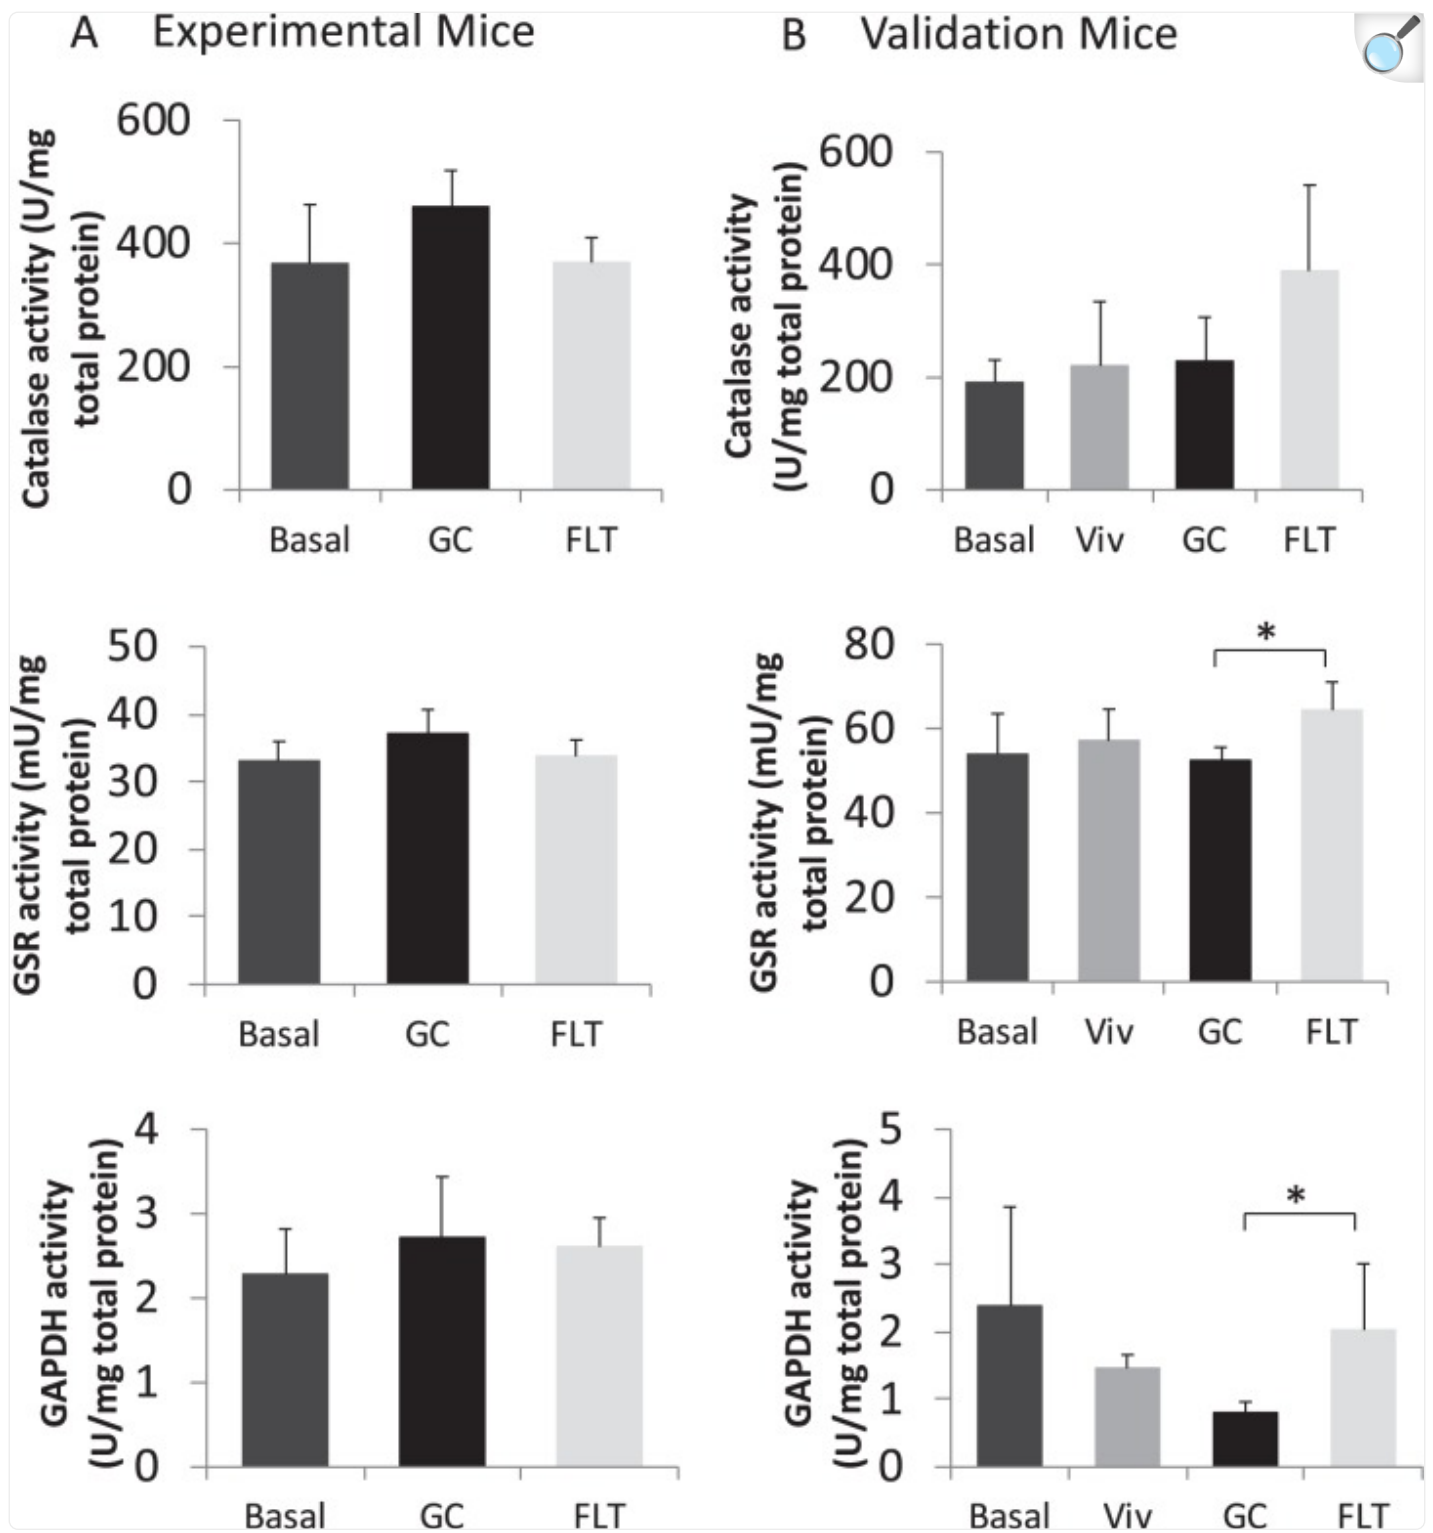 A Experimental Mice
B Validation Mice
Catalase activity (U/mg
total protein)
600
400
200
0
Basal GC FLT
Catalase activity
(U/mg total protein)
600
400
200
0
Basal Viv GC FLT
GSR activity (mU/mg
total protein)
50
40
30
20
10
0
Basal GC FLT
GSR activity (mU/mg
total protein)
80
60
40
20
0
*
Basal Viv GC FLT
GAPDH activity
(U/mg total protein)
4
3
2
1
0
Basal GC FLT
GAPDH activity
(U/mg total protein)
5
4
3
2
1
0
*
Basal Viv GC FLT